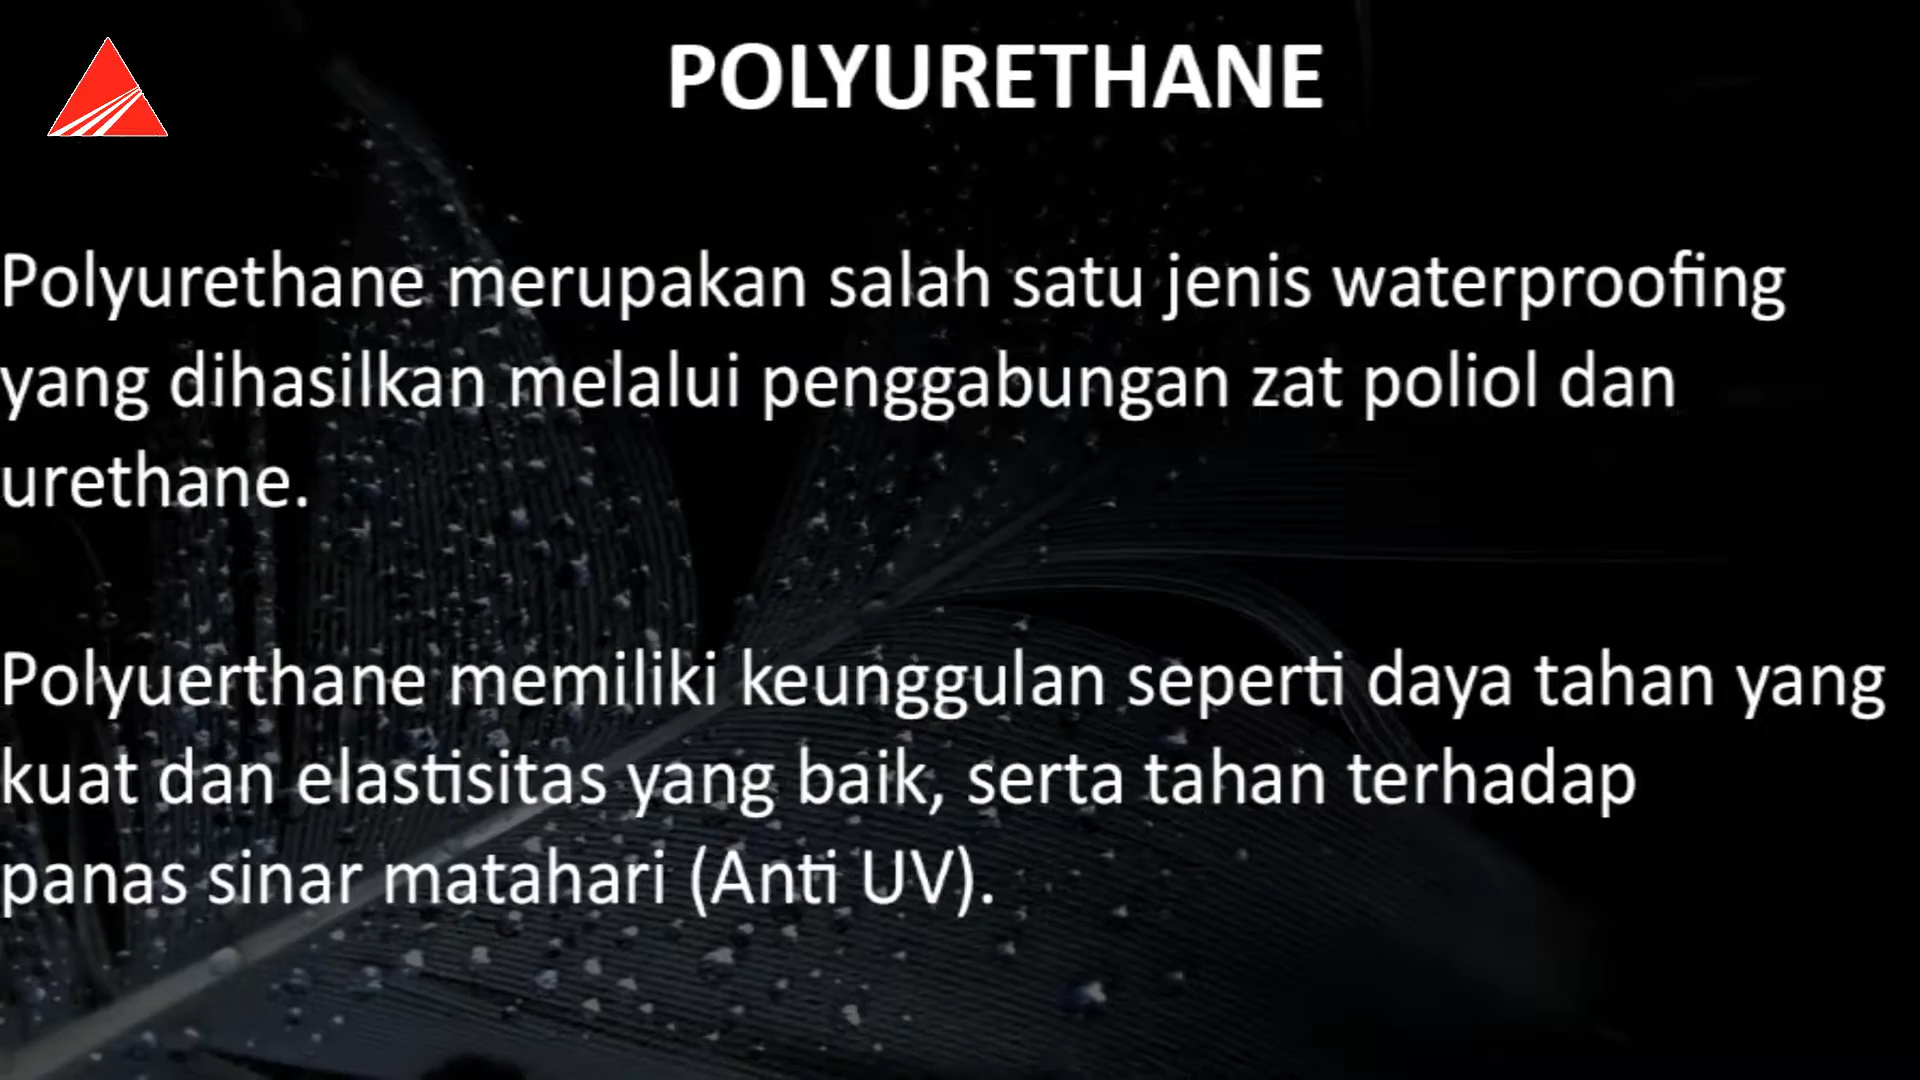 POLYURETHANE
Polyurethane merupakan salah satu jenis waterproofing
yang dihasilkan melalui penggabungan zat poliol dan
urethane.
Polyuerthane memiliki keunggulan seperti daya tahan yang
kuat dan elastisitas yang baik, serta tahan terhadap
panas sinar matahari (Anti UV).